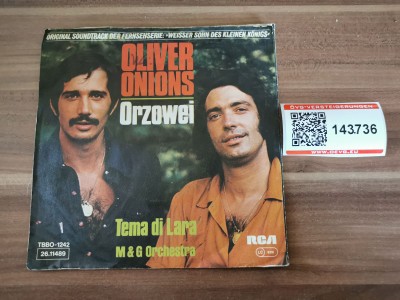 ORIGINAL SOUNDTRACK DER FERNSEHSERIE: »WEISSER SOHN DES KLEINEN KÖNIGS«
OLIVER
ONIONS
Orzowei
Tema di Lara
M & G Orchestra
TBBO-1242
26.11489
RCA
ÖVS-VERSTEIGERUNGEN
143736
WWW.OEVS.EU